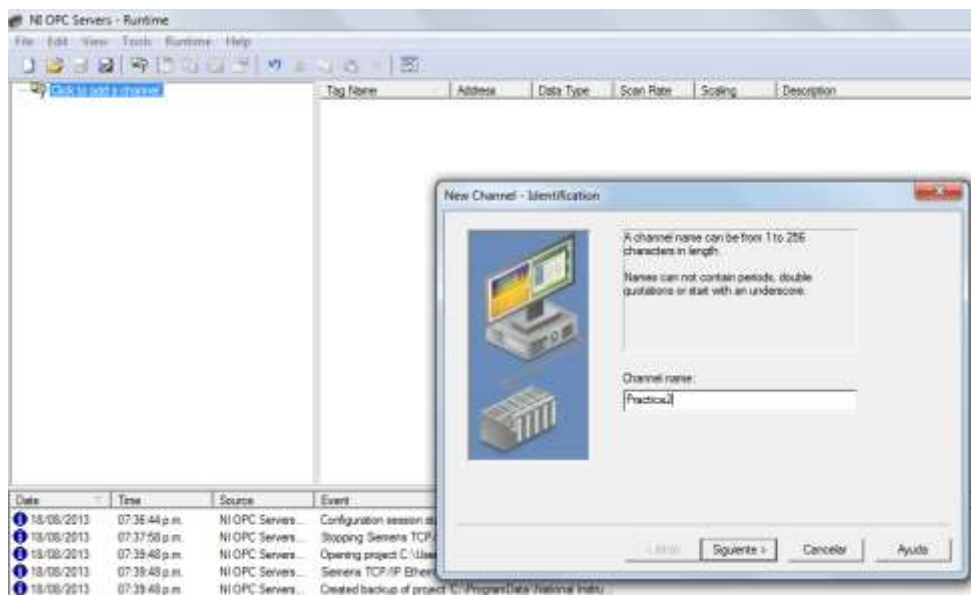 NI OPC Servers - Runtime
File Edit View Tools Runtime Help
Click to add a channel.
Tag Name Address Data Type Scan Rate Scaling Description
New Channel - Identification
A channel name can be from 1 to 256
characters in length.
Names can not contain periods, double
quotations or start with an underscore.
Channel name:
Practica2
Siguiente > Cancelar Ayuda
Date Time Source Event
18/08/2013 07:36:44 p.m. NI OPC Servers... Configuration session
18/08/2013 07:37:58 p.m. NI OPC Servers... Stopping Siemens TCP/
18/08/2013 07:39:48 p.m. NI OPC Servers... Opening project C:\Use
18/08/2013 07:39:48 p.m. NI OPC Servers... Siemens TCP/IP Ether
18/08/2013 07:39:48 p.m. NI OPC Servers... Created backup of project C:\ProgramData\National Instru...